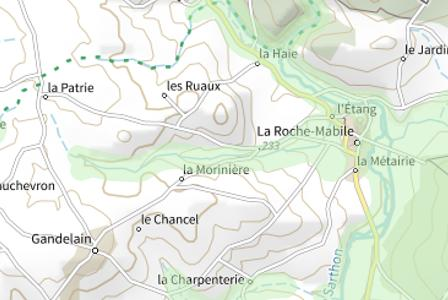 la Haie
le Jardin
la Patrie
les Ruaux
l'Étang
La Roche-Mabile
233
la Métairie
la Morinière
uchevron
le Chancel
Gandelain
la Charpenterie
Sarthon